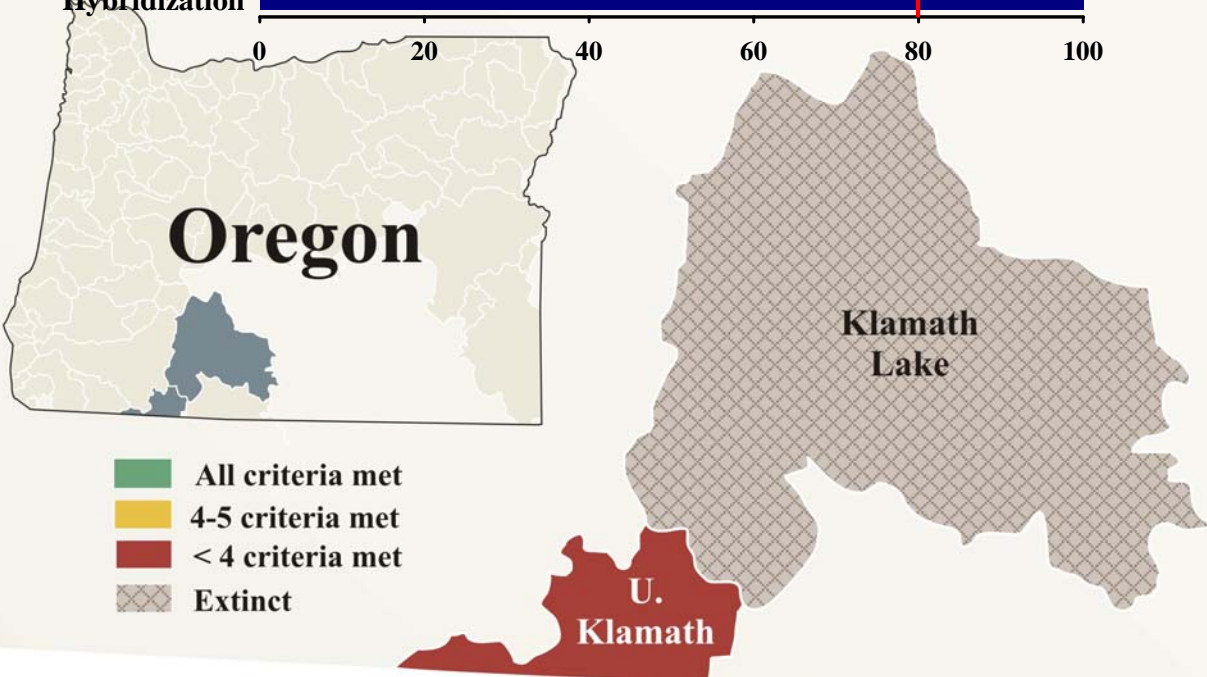 Hybridization
0 20 40 60 80 100
Oregon
Klamath
Lake
All criteria met
4-5 criteria met
< 4 criteria met
Extinct
U.
Klamath